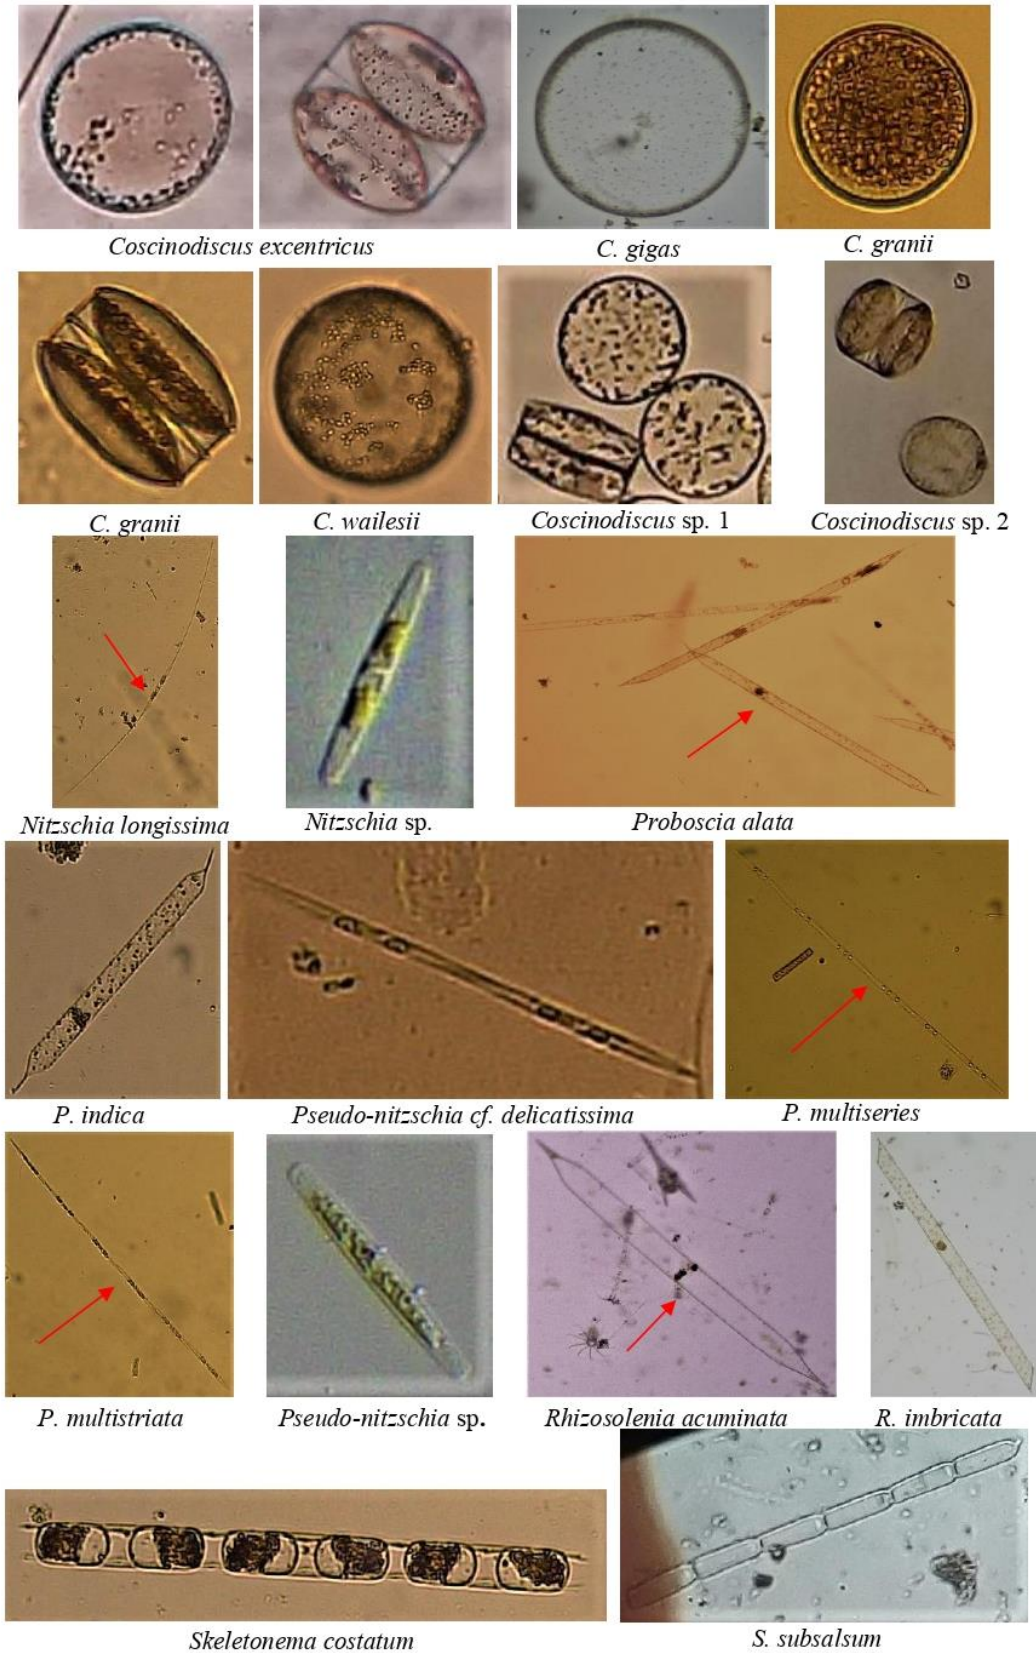 Coscinodiscus excentricus C. gigas C. granii
C. granii C. wailesii Coscinodiscus sp. 1 Coscinodiscus sp. 2
Nitzschia longissima Nitzschia sp. Proboscia alata
P. indica Pseudo-nitzschia cf. delicatissima P. multiseries
P. multistriata Pseudo-nitzschia sp. Rhizosolenia acuminata R. imbricata
Skeletonema costatum S. subsalsum